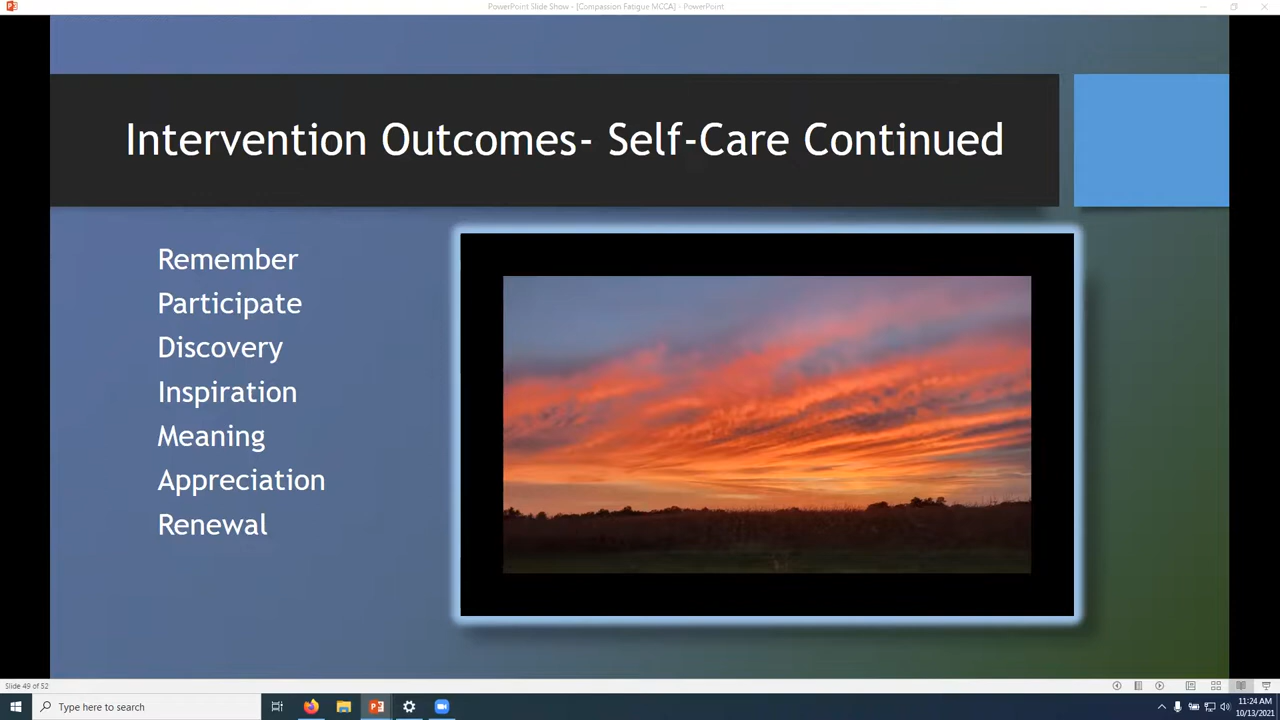 PowerPoint Slide Show - [Compassion Fatigue MCCA] - PowerPoint
Intervention Outcomes- Self-Care Continued
Remember
Participate
Discovery
Inspiration
Meaning
Appreciation
Renewal
Slide 49 of 52
Type here to search
11:24 AM
10/13/2021